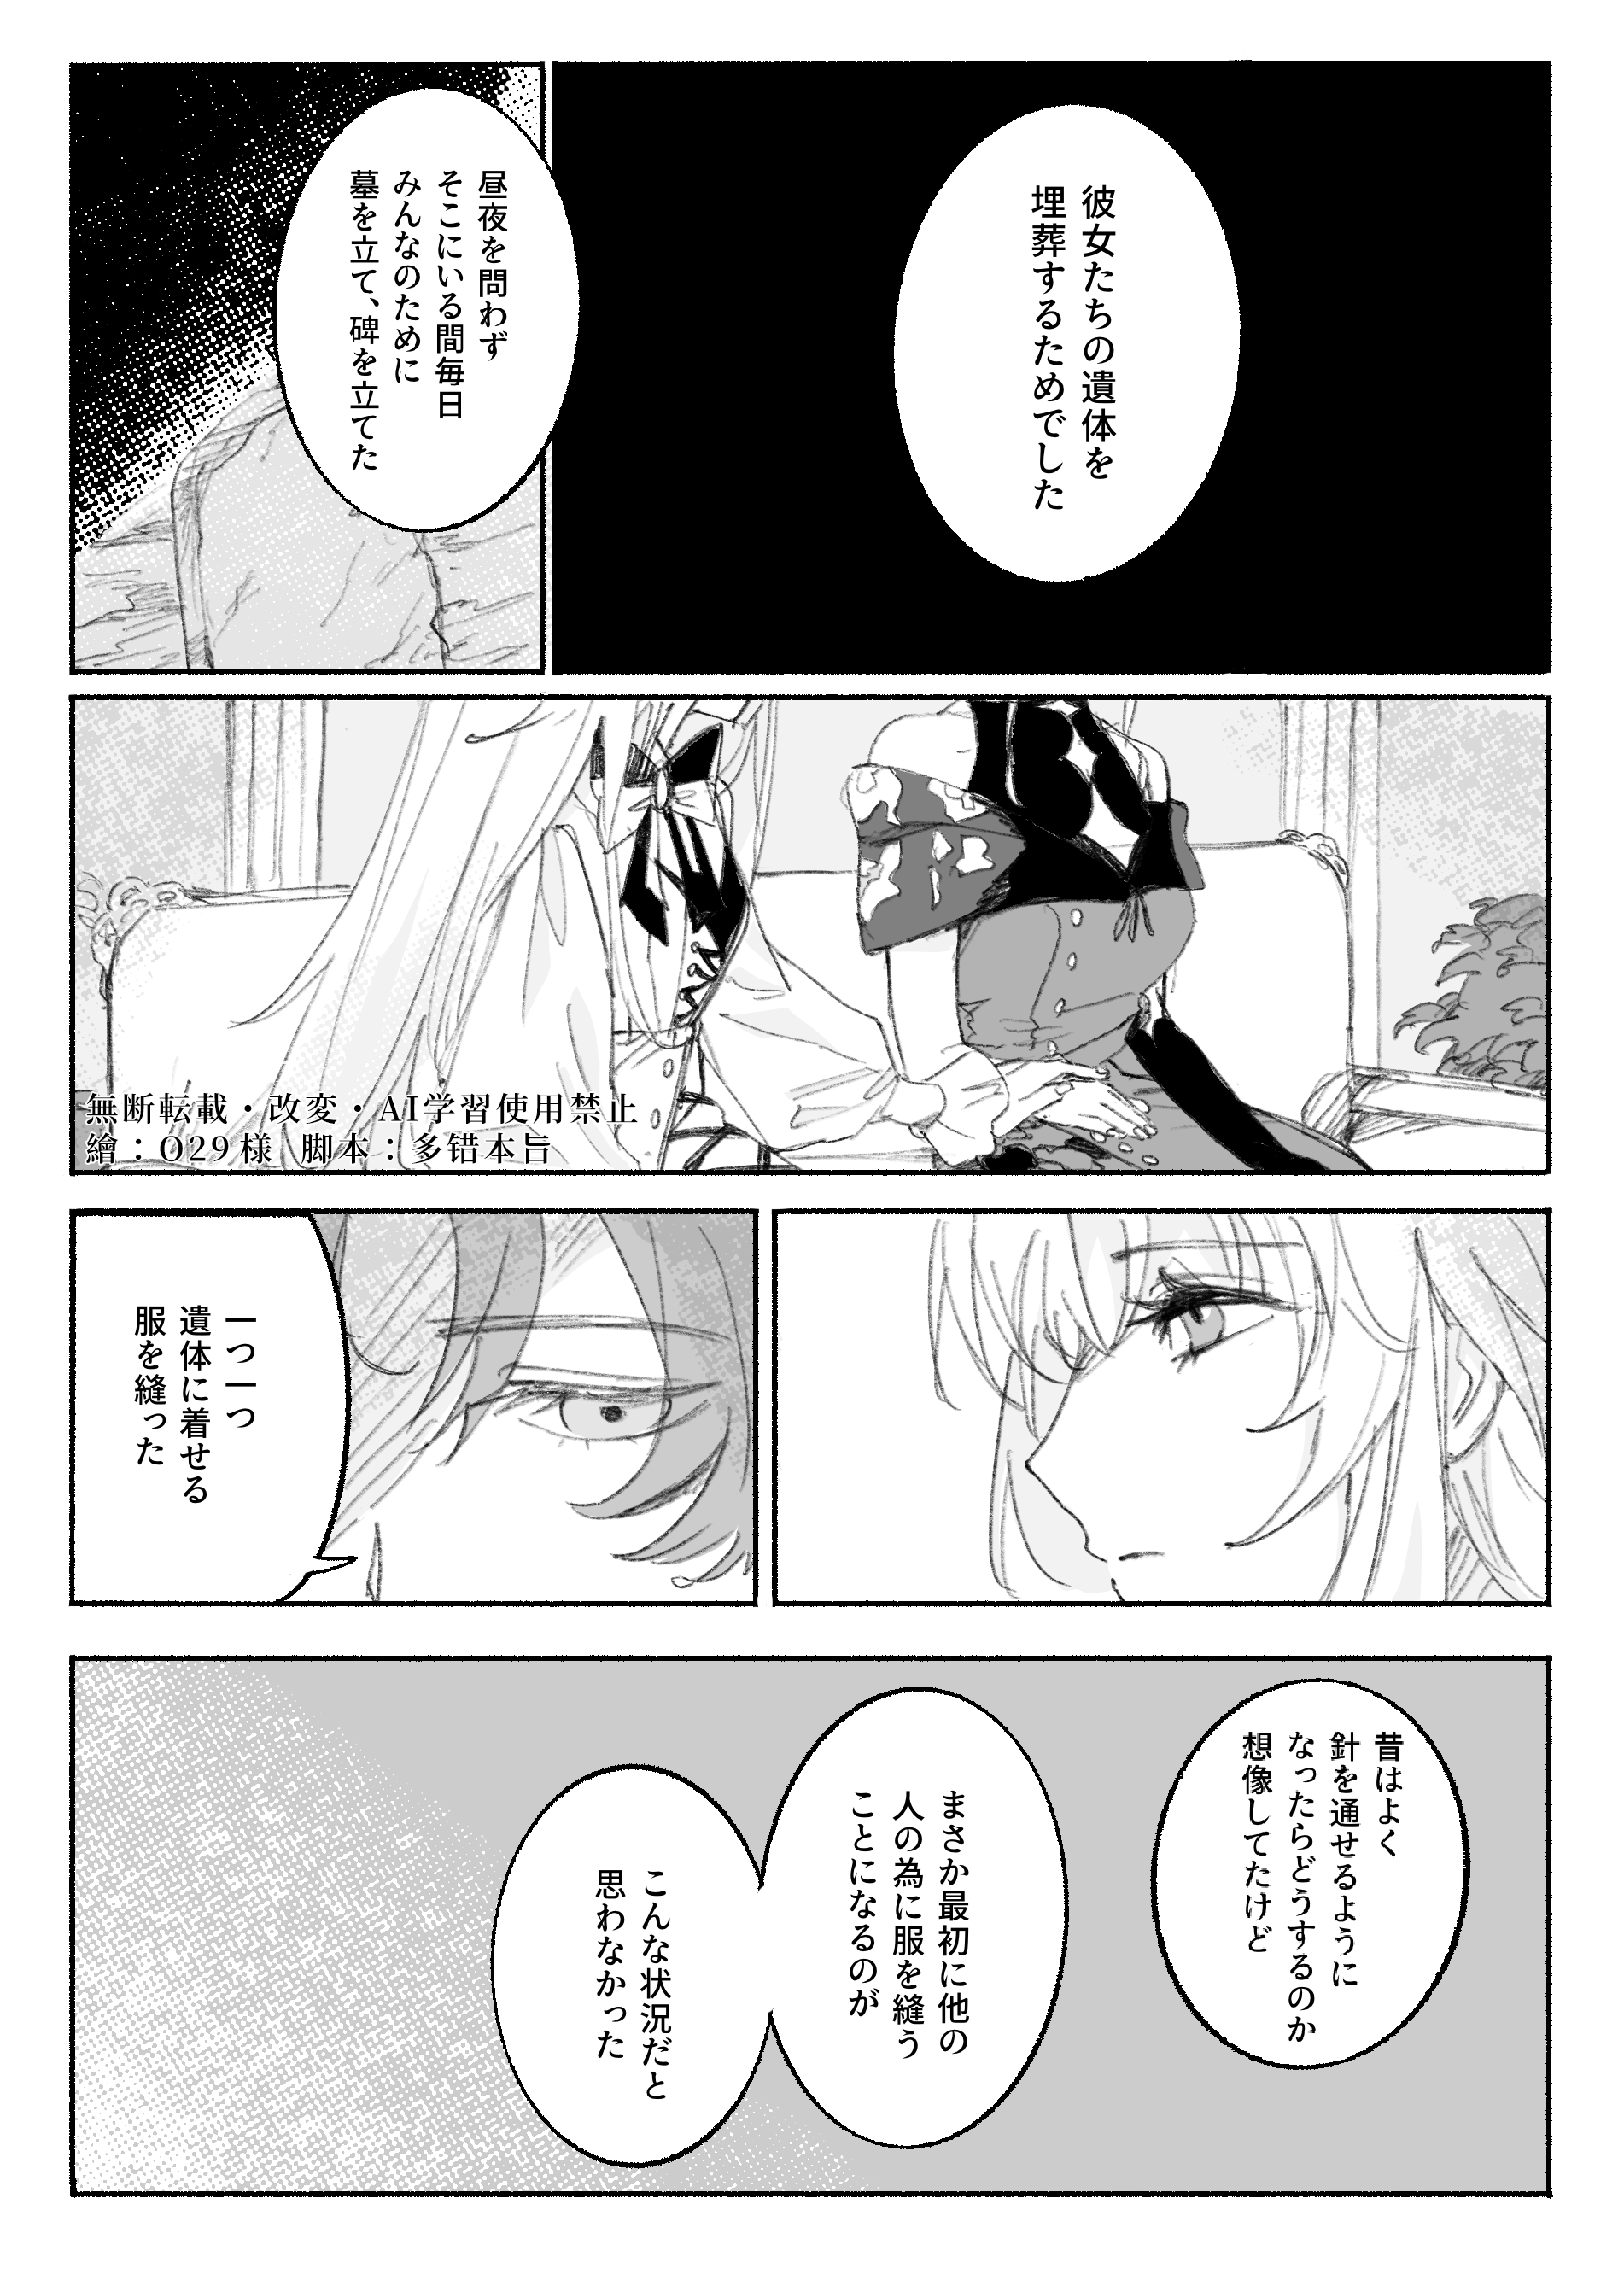 彼女たちの遺体を
埋葬するためでした
昼夜を問わず
そこにいる間毎日
みんなのために
墓を立て、碑を立てた
無断転載・改変・AI学習使用禁止
繪：O29様 脚本：多错本旨
一つ一つ
遺体に着せる
服を縫った
昔はよく
針を通せるように
なったらどうするのか
想像してたけど
まさか最初に他の
人の為に服を縫う
ことになるのが
こんな状況だと
思わなかった